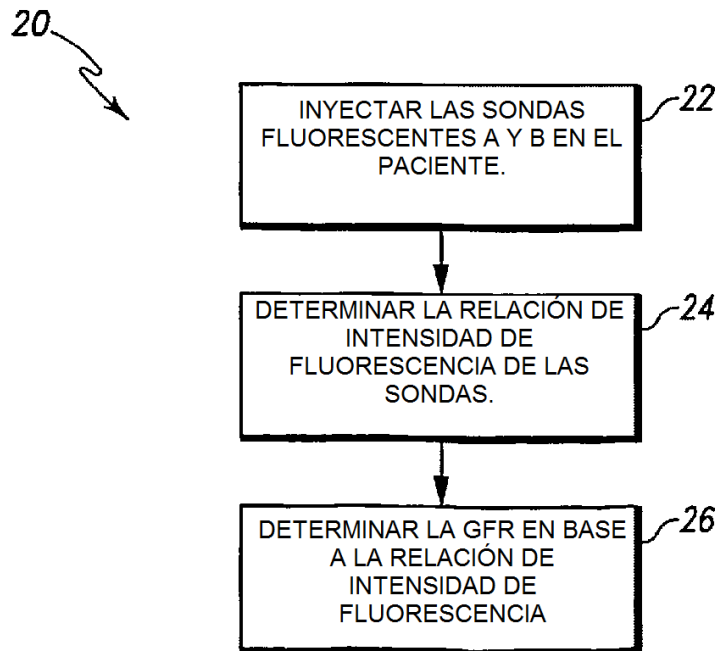 20
INYECTAR LAS SONDAS
FLUORESCENTES A Y B EN EL
PACIENTE.
22
DETERMINAR LA RELACIÓN DE
INTENSIDAD DE
FLUORESCENCIA DE LAS
SONDAS.
24
DETERMINAR LA GFR EN BASE
A LA RELACIÓN DE
INTENSIDAD DE
FLUORESCENCIA
26